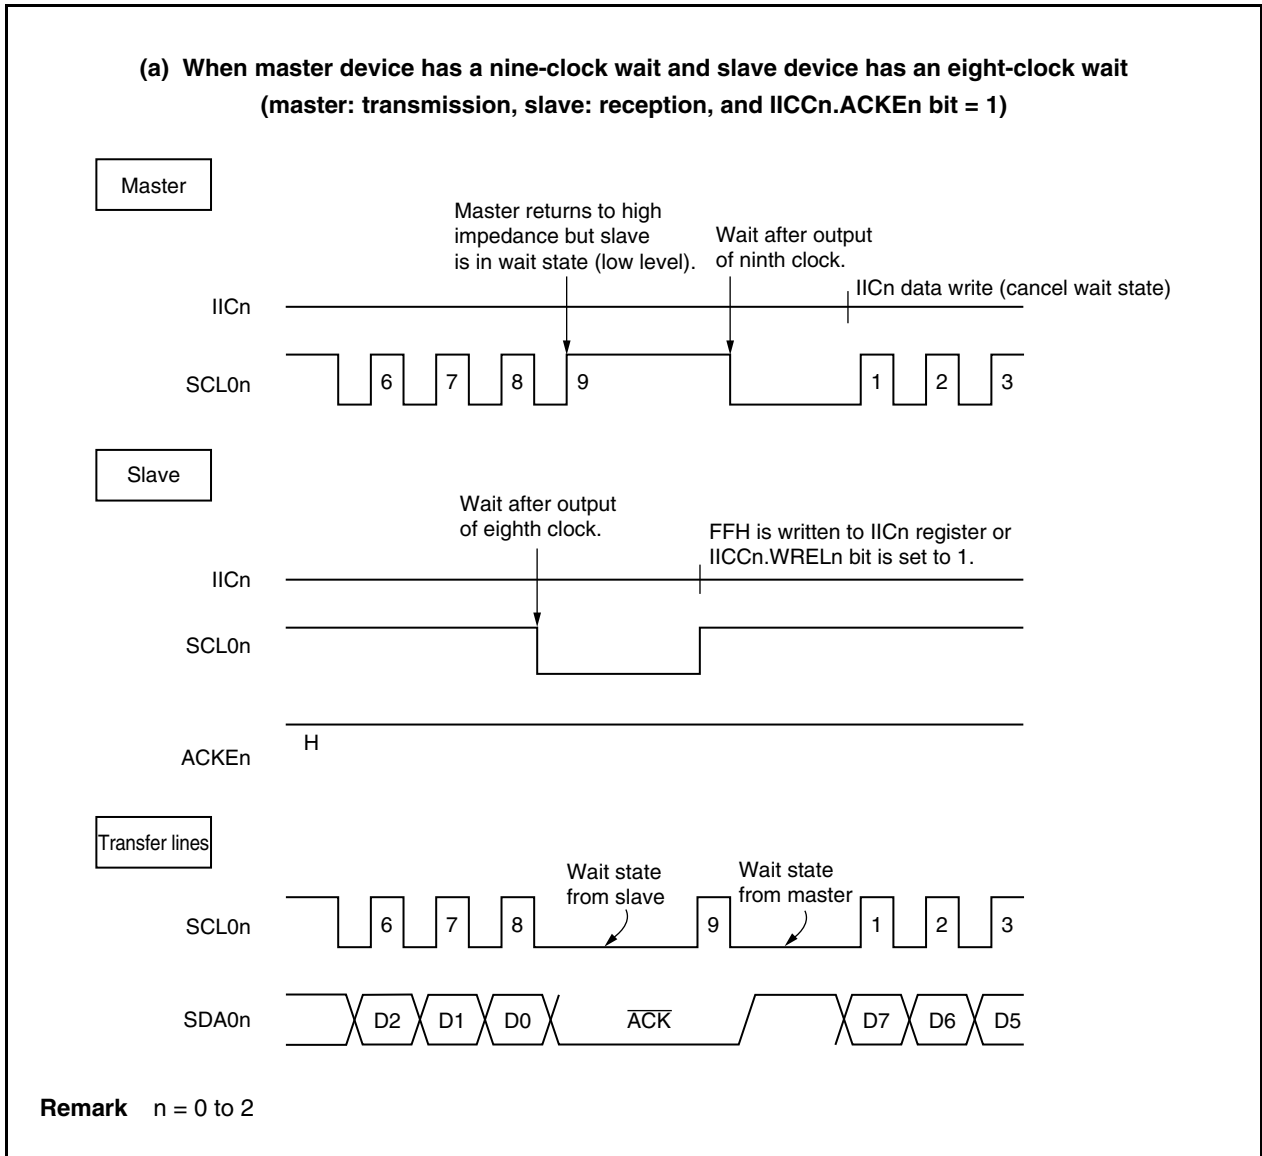 (a) When master device has a nine-clock wait and slave device has an eight-clock wait
(master: transmission, slave: reception, and IICCn.ACKEn bit = 1)
Master
Master returns to high
impedance but slave
is in wait state (low level).
Wait after output
of ninth clock.
IICn data write (cancel wait state)
IICn
SCL0n
6 7 8 9 1 2 3
Slave
Wait after output
of eighth clock.
FFH is written to IICn register or
IICCn.WRELn bit is set to 1.
IICn
SCL0n
H
ACKEn
Transfer lines
Wait state
from slave
Wait state
from master
SCL0n
6 7 8 9 1 2 3
SDA0n
D2 D1 D0 ACK D7 D6 D5
Remark n = 0 to 2